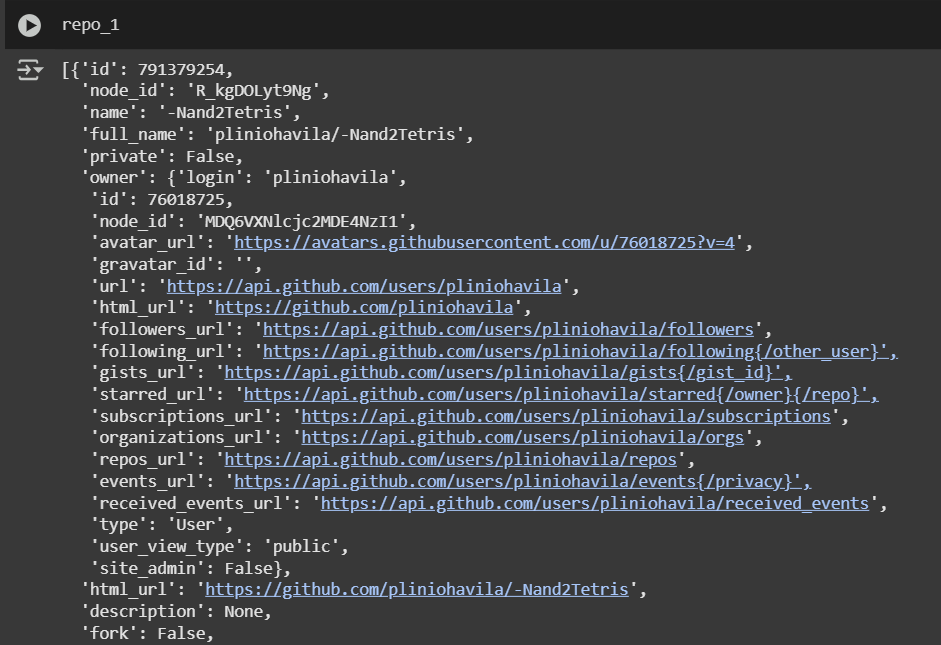 repo_1
[{'id': 791379254,
'node_id': 'R_kgDOLyt9Ng',
'name': '-Nand2Tetris',
'full_name': 'pliniohavila/-Nand2Tetris',
'private': False,
'owner': {'login': 'pliniohavila',
'id': 76018725,
'node_id': 'MDQ6VXNlcjc2MDE4NzI1',
'avatar_url': 'https://avatars.githubusercontent.com/u/76018725?v=4',
'gravatar_id': '',
'url': 'https://api.github.com/users/pliniohavila',
'html_url': 'https://github.com/pliniohavila',
'followers_url': 'https://api.github.com/users/pliniohavila/followers',
'following_url': 'https://api.github.com/users/pliniohavila/following{/other_user}',
'gists_url': 'https://api.github.com/users/pliniohavila/gists{/gist_id}',
'starred_url': 'https://api.github.com/users/pliniohavila/starred{/owner}{/repo}',
'subscriptions_url': 'https://api.github.com/users/pliniohavila/subscriptions',
'organizations_url': 'https://api.github.com/users/pliniohavila/orgs',
'repos_url': 'https://api.github.com/users/pliniohavila/repos',
'events_url': 'https://api.github.com/users/pliniohavila/events{/privacy}',
'received_events_url': 'https://api.github.com/users/pliniohavila/received_events',
'type': 'User',
'user_view_type': 'public',
'site_admin': False},
'html_url': 'https://github.com/pliniohavila/-Nand2Tetris',
'description': None,
'fork': False,